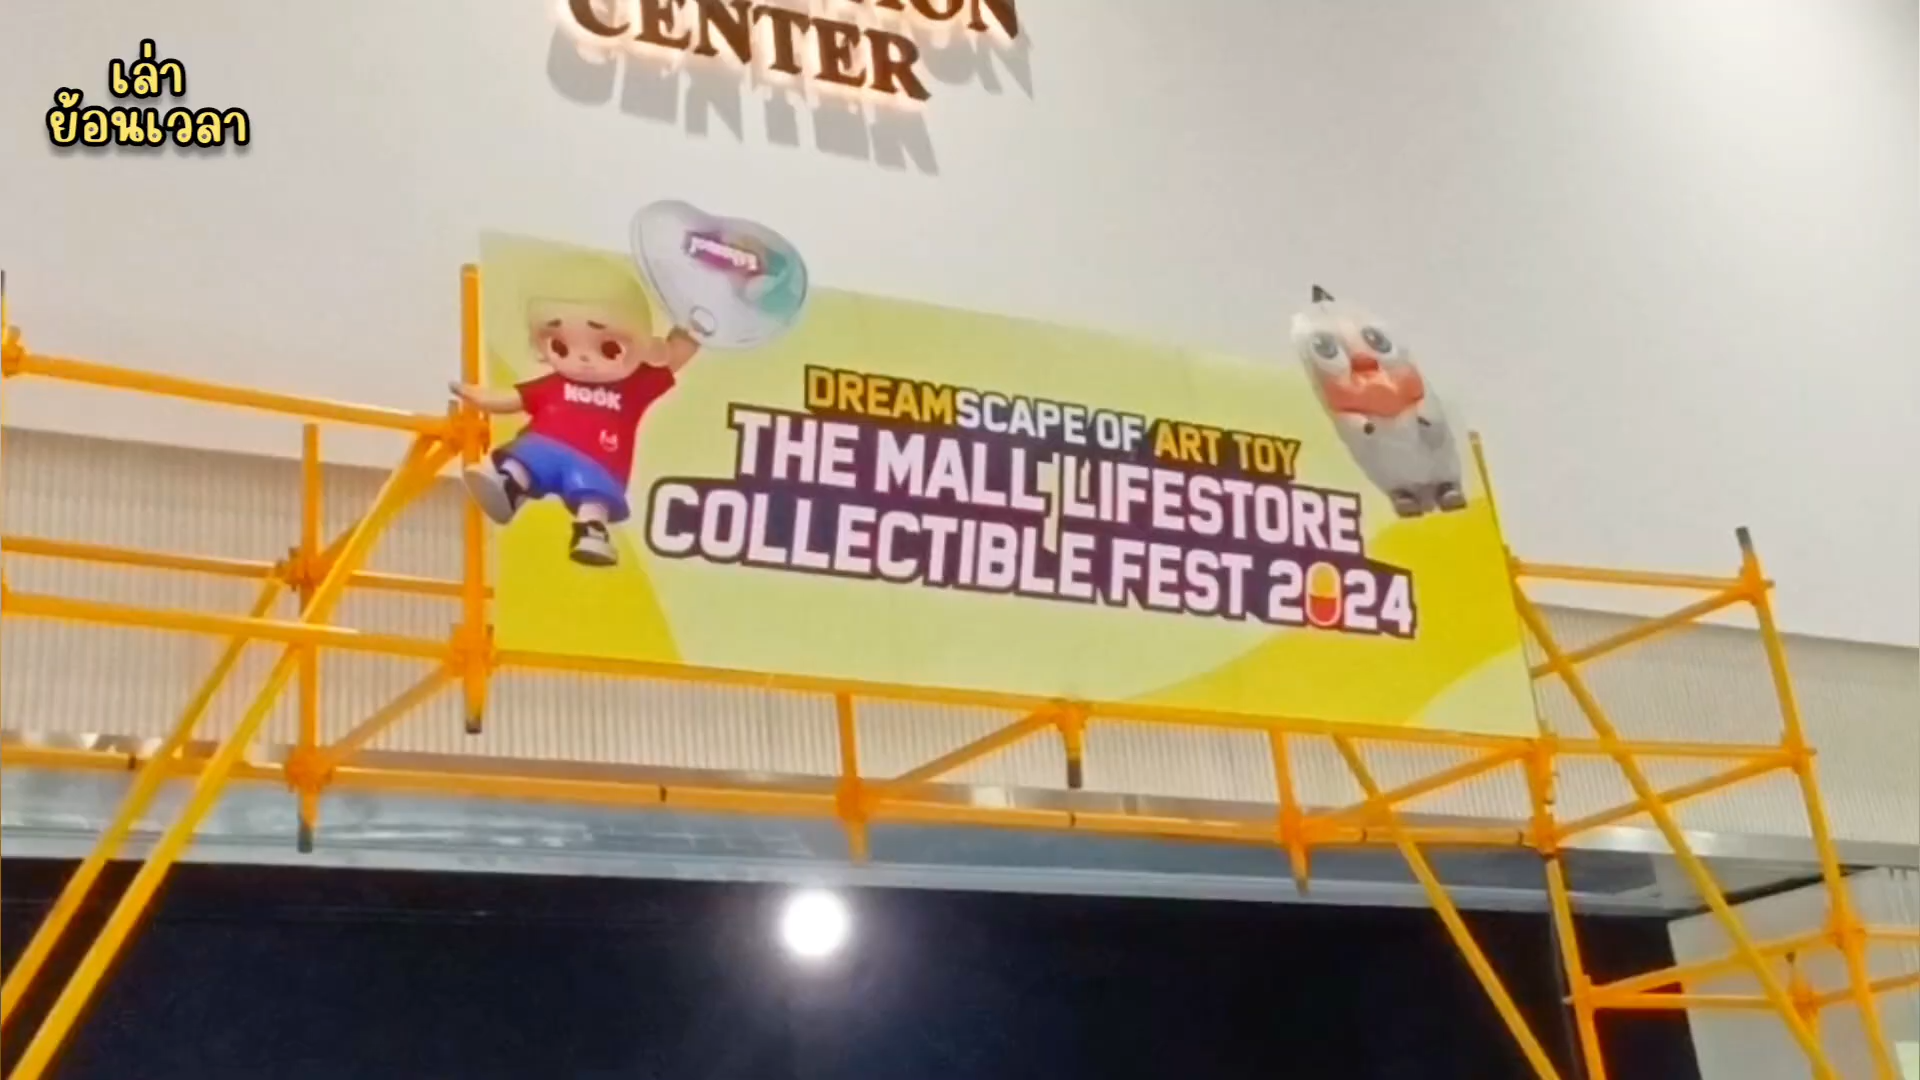 เล่า
ย้อนเวลา
CENTER
NOOK
DREAMSCAPE OF ART TOY
THE MALL LIFESTORE
COLLECTIBLE FEST 2024